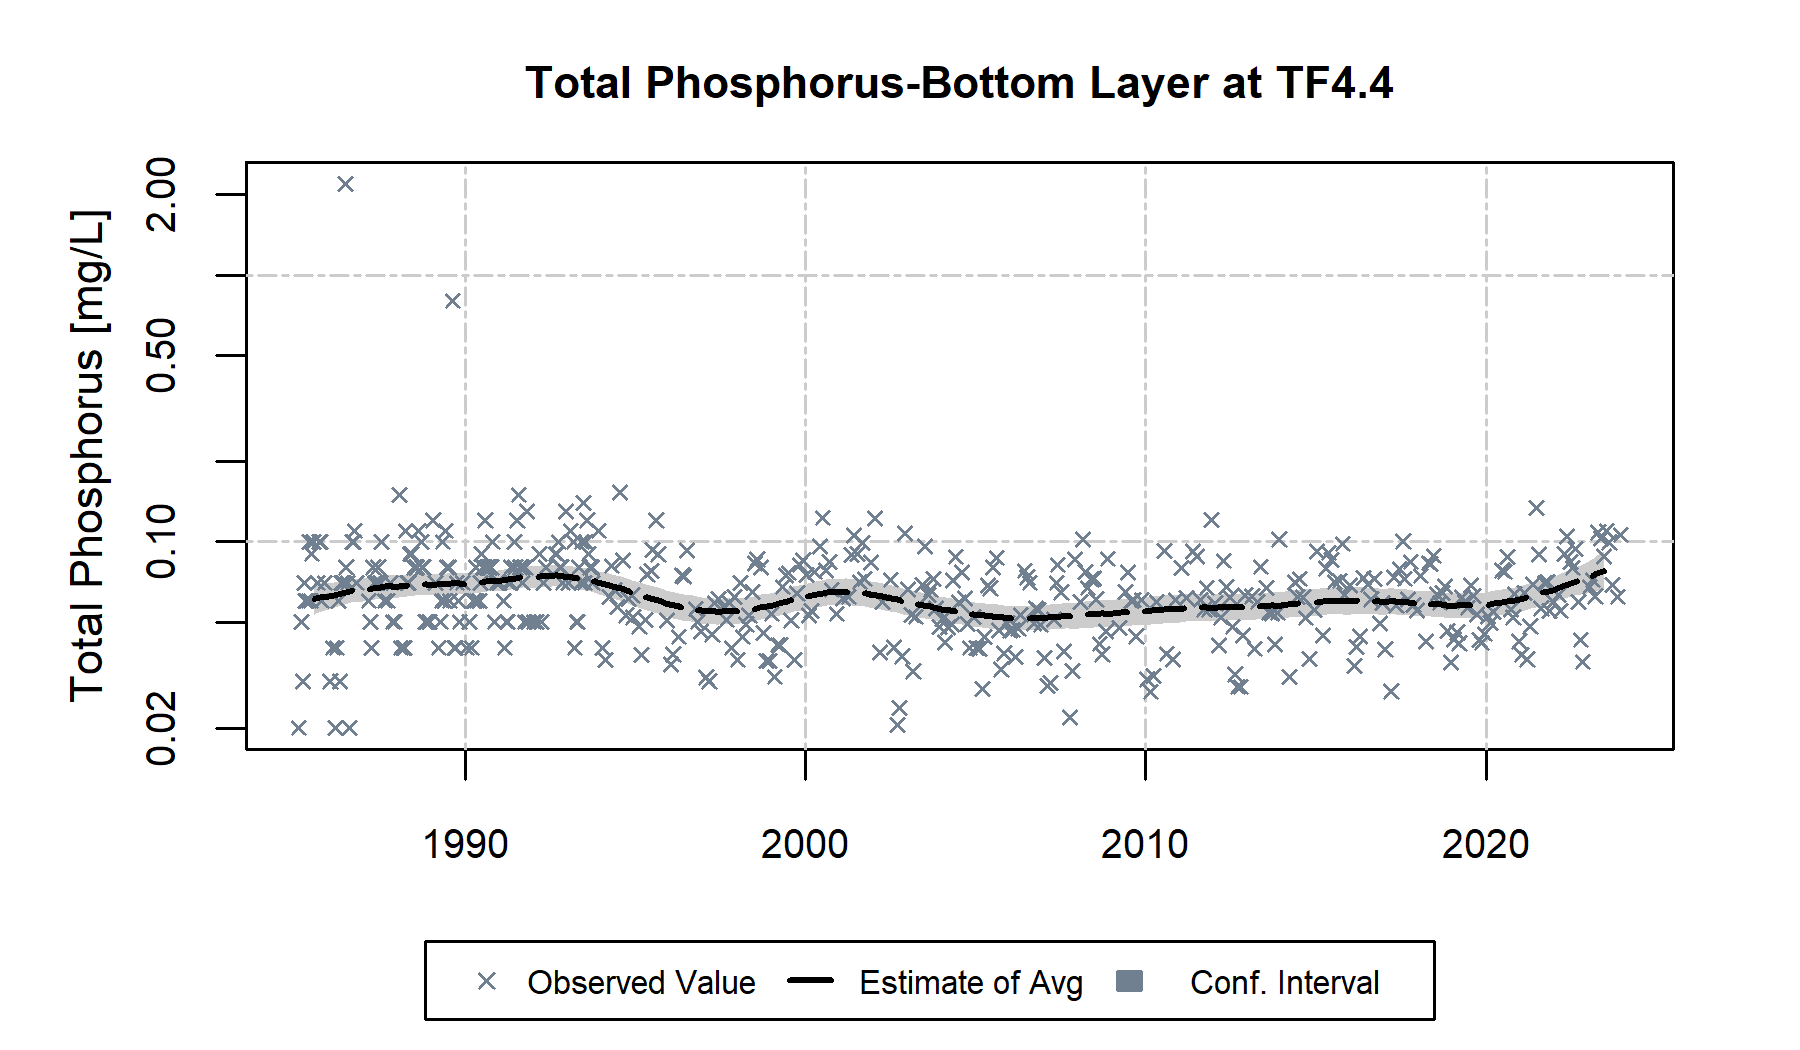 Total Phosphorus-Bottom Layer at TF4.4
Total Phosphorus [mg/L]
2.00
0.50
0.10
0.02
1990 2000 2010 2020
Observed Value Estimate of Avg Conf. Interval